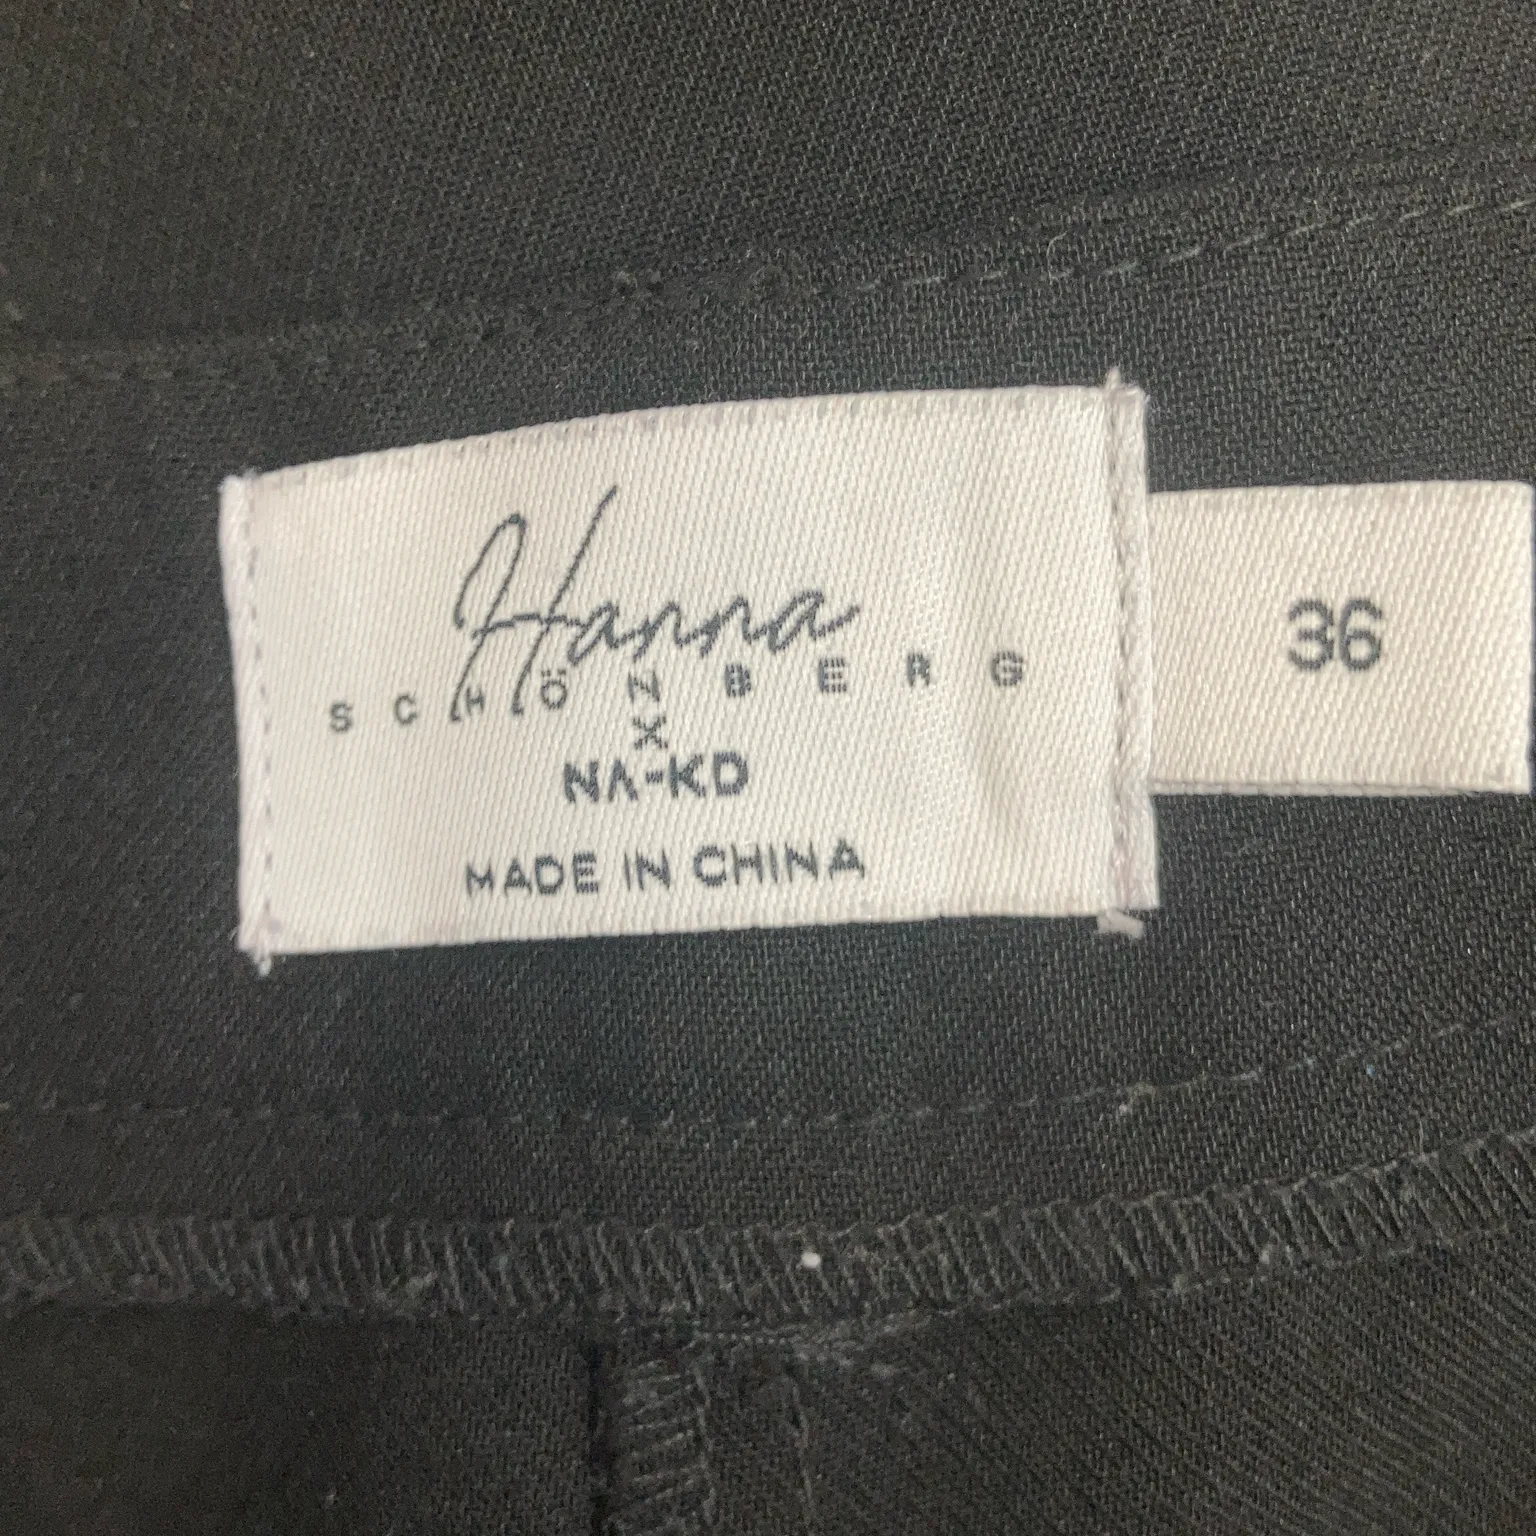 Hanna
SCHÖNBERG
X
NA-KD
MADE IN CHINA
36